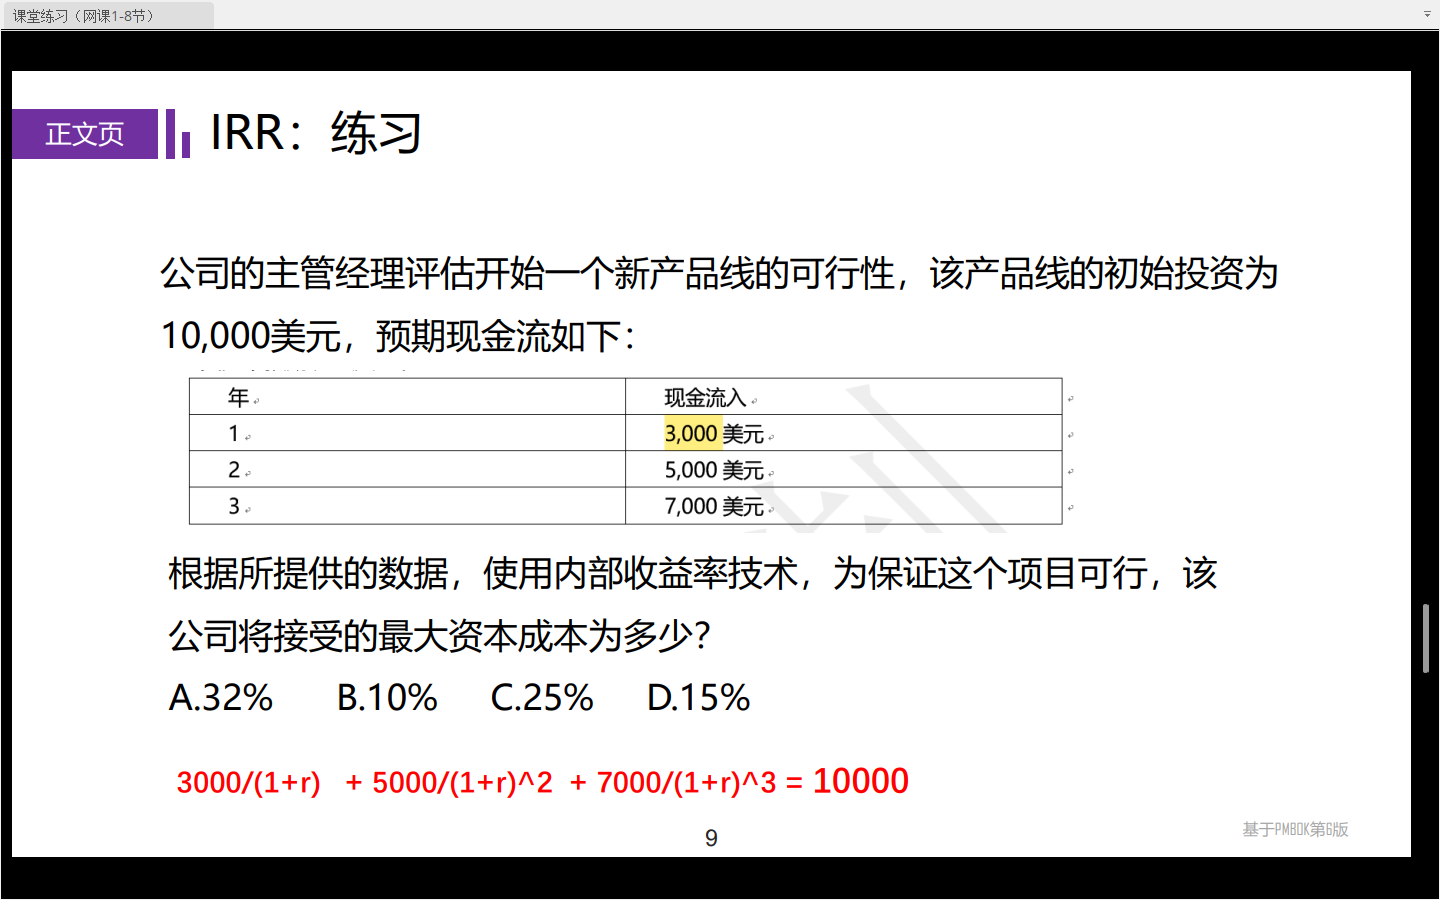 课堂练习（网课1-8节）
正文页
IRR：练习
公司的主管经理评估开始一个新产品线的可行性，该产品线的初始投资为
10,000美元，预期现金流如下：
年 现金流入
1 3,000 美元
2 5,000 美元
3 7,000 美元
根据所提供的数据，使用内部收益率技术，为保证这个项目可行，该
公司将接受的最大资本成本为多少？
A.32% B.10% C.25% D.15%
3000/(1+r) + 5000/(1+r)^2 + 7000/(1+r)^3 = 10000
基于PMBOK第6版
9